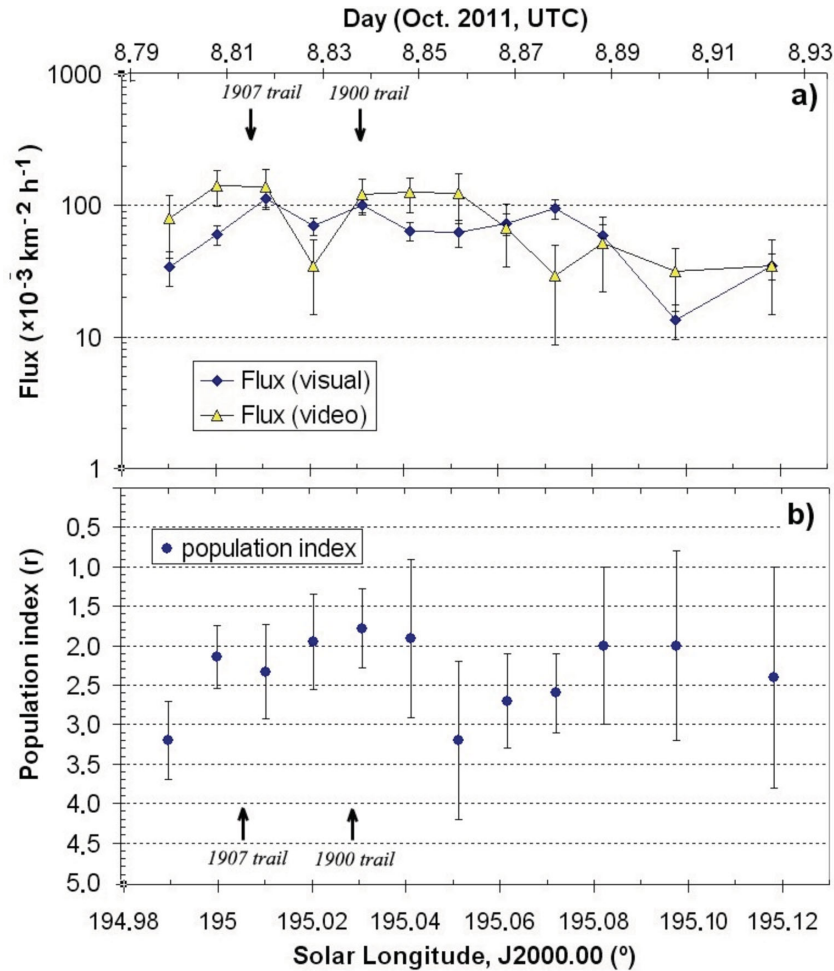 Day (Oct. 2011, UTC)
8.79 8.81 8.83 8.85 8.87 8.89 8.91 8.93
1000
1907 trail 1900 trail a)
100
10
1
Flux (×10⁻³ km⁻² h⁻¹)
Flux (visual)
Flux (video)
b)
0.5
population index
1.0
1.5
2.0
2.5
3.0
3.5
4.0
4.5
5.0
Population index (r)
1907 trail 1900 trail
194.98 195 195.02 195.04 195.06 195.08 195.10 195.12
Solar Longitude, J2000.00 (º)